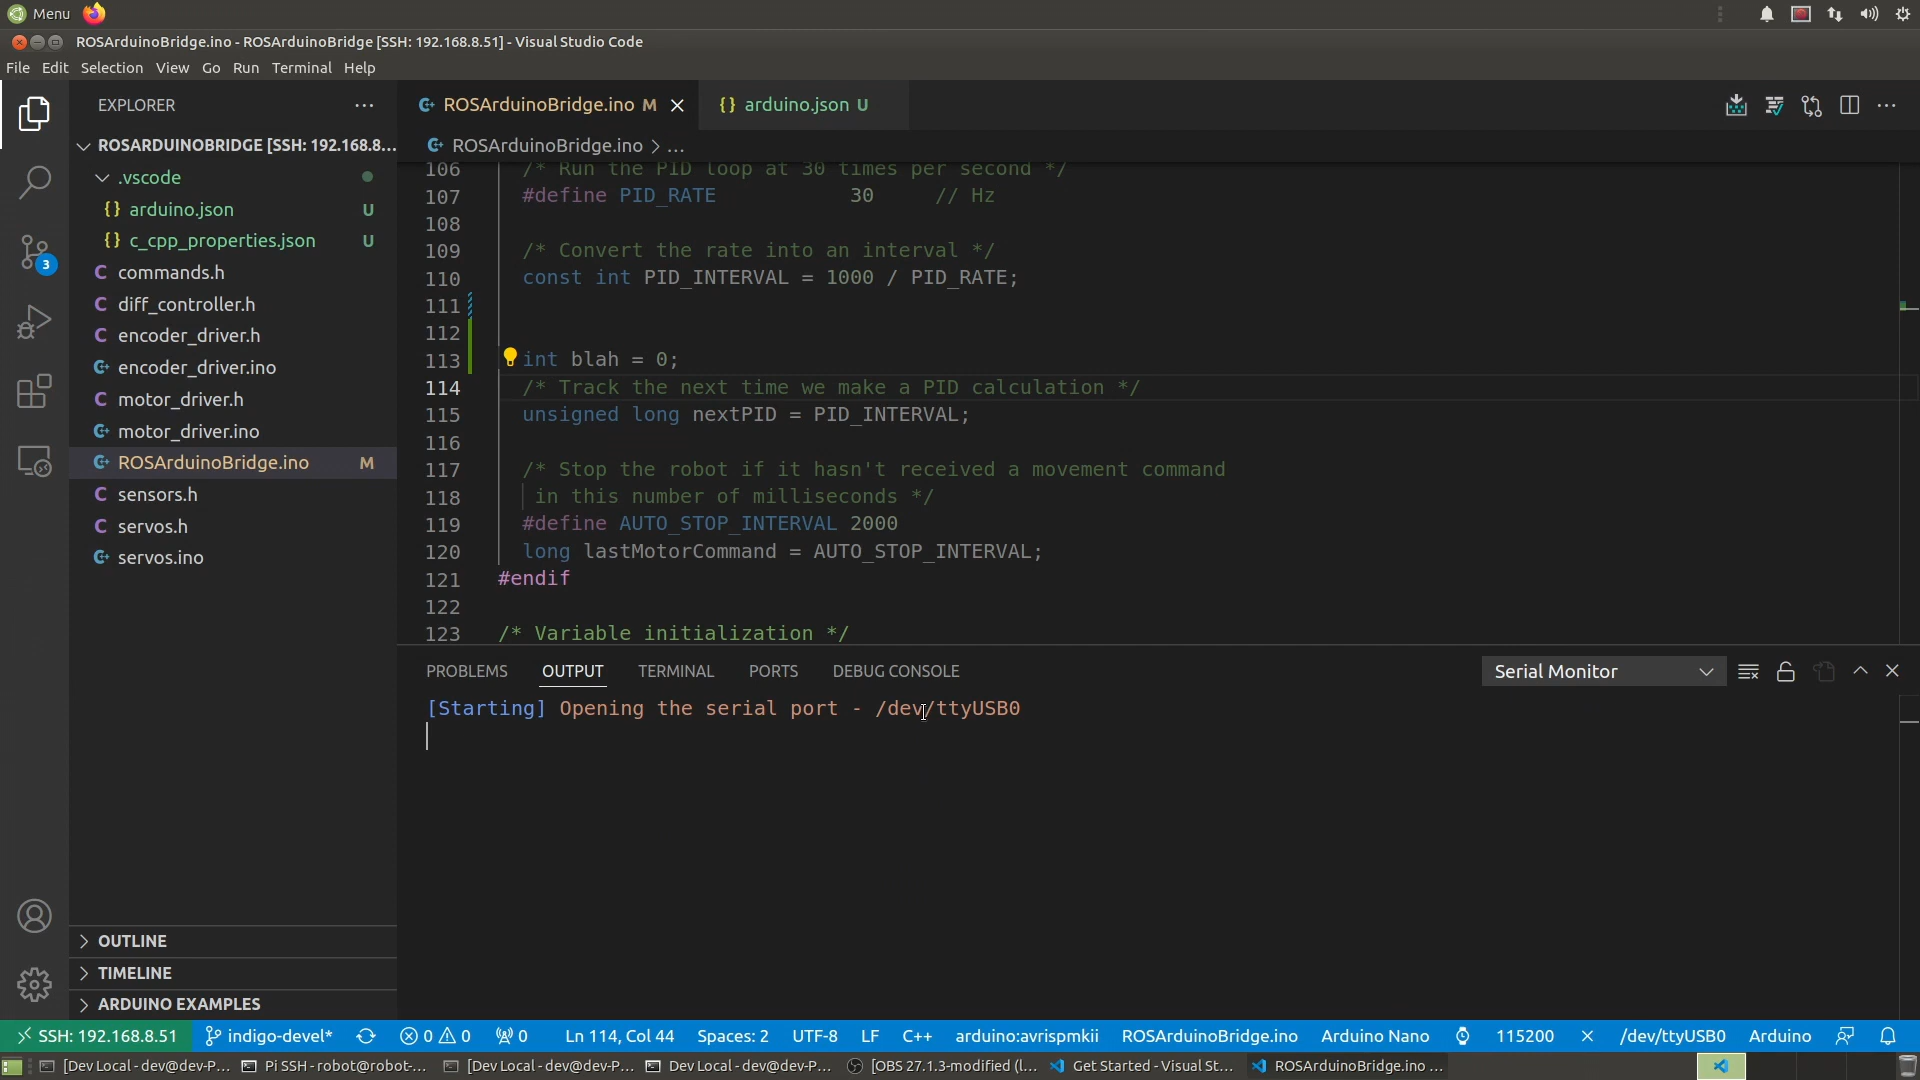 Menu
ROSArduinoBridge.ino - ROSArduinoBridge [SSH: 192.168.8.51] - Visual Studio Code
File Edit Selection View Go Run Terminal Help
EXPLORER
ROSARDUINOBRIDGE [SSH: 192.168.8...
.vscode
{} arduino.json U
{} c_cpp_properties.json U
C commands.h
C diff_controller.h
C encoder_driver.h
encoder_driver.ino
C motor_driver.h
motor_driver.ino
ROSArduinoBridge.ino M
C sensors.h
C servos.h
servos.ino
3
OUTLINE
TIMELINE
ARDUINO EXAMPLES
ROSArduinoBridge.ino M
{} arduino.json U
ROSArduinoBridge.ino > ...
106 /* Run the PID loop at 30 times per second */
107 #define PID_RATE 30 // Hz
108
109 /* Convert the rate into an interval */
110 const int PID_INTERVAL = 1000 / PID_RATE;
111
112
113 int blah = 0;
114 /* Track the next time we make a PID calculation */
115 unsigned long nextPID = PID_INTERVAL;
116
117 /* Stop the robot if it hasn't received a movement command
118 in this number of milliseconds */
119 #define AUTO_STOP_INTERVAL 2000
120 long lastMotorCommand = AUTO_STOP_INTERVAL;
121 #endif
122
123 /* Variable initialization */
PROBLEMS OUTPUT TERMINAL PORTS DEBUG CONSOLE
Serial Monitor
[Starting] Opening the serial port - /dev/ttyUSB0
SSH: 192.168.8.51 indigo-devel* 0 0 0 Ln 114, Col 44 Spaces: 2 UTF-8 LF C++ arduino:avrispmkii ROSArduinoBridge.ino Arduino Nano 115200 /dev/ttyUSB0 Arduino
[Dev Local - dev@dev-P... Pi SSH - robot@robot-... [Dev Local - dev@dev-P... Dev Local - dev@dev-P... [OBS 27.1.3-modified (l... Get Started - Visual St... ROSArduinoBridge.ino ...